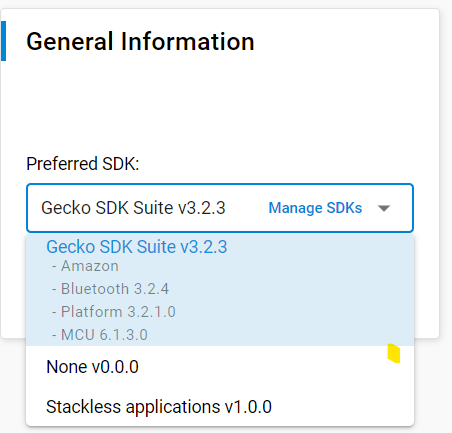 General Information
Preferred SDK:
Gecko SDK Suite v3.2.3 Manage SDKs
Gecko SDK Suite v3.2.3
- Amazon
- Bluetooth 3.2.4
- Platform 3.2.1.0
- MCU 6.1.3.0
None v0.0.0
Stackless applications v1.0.0